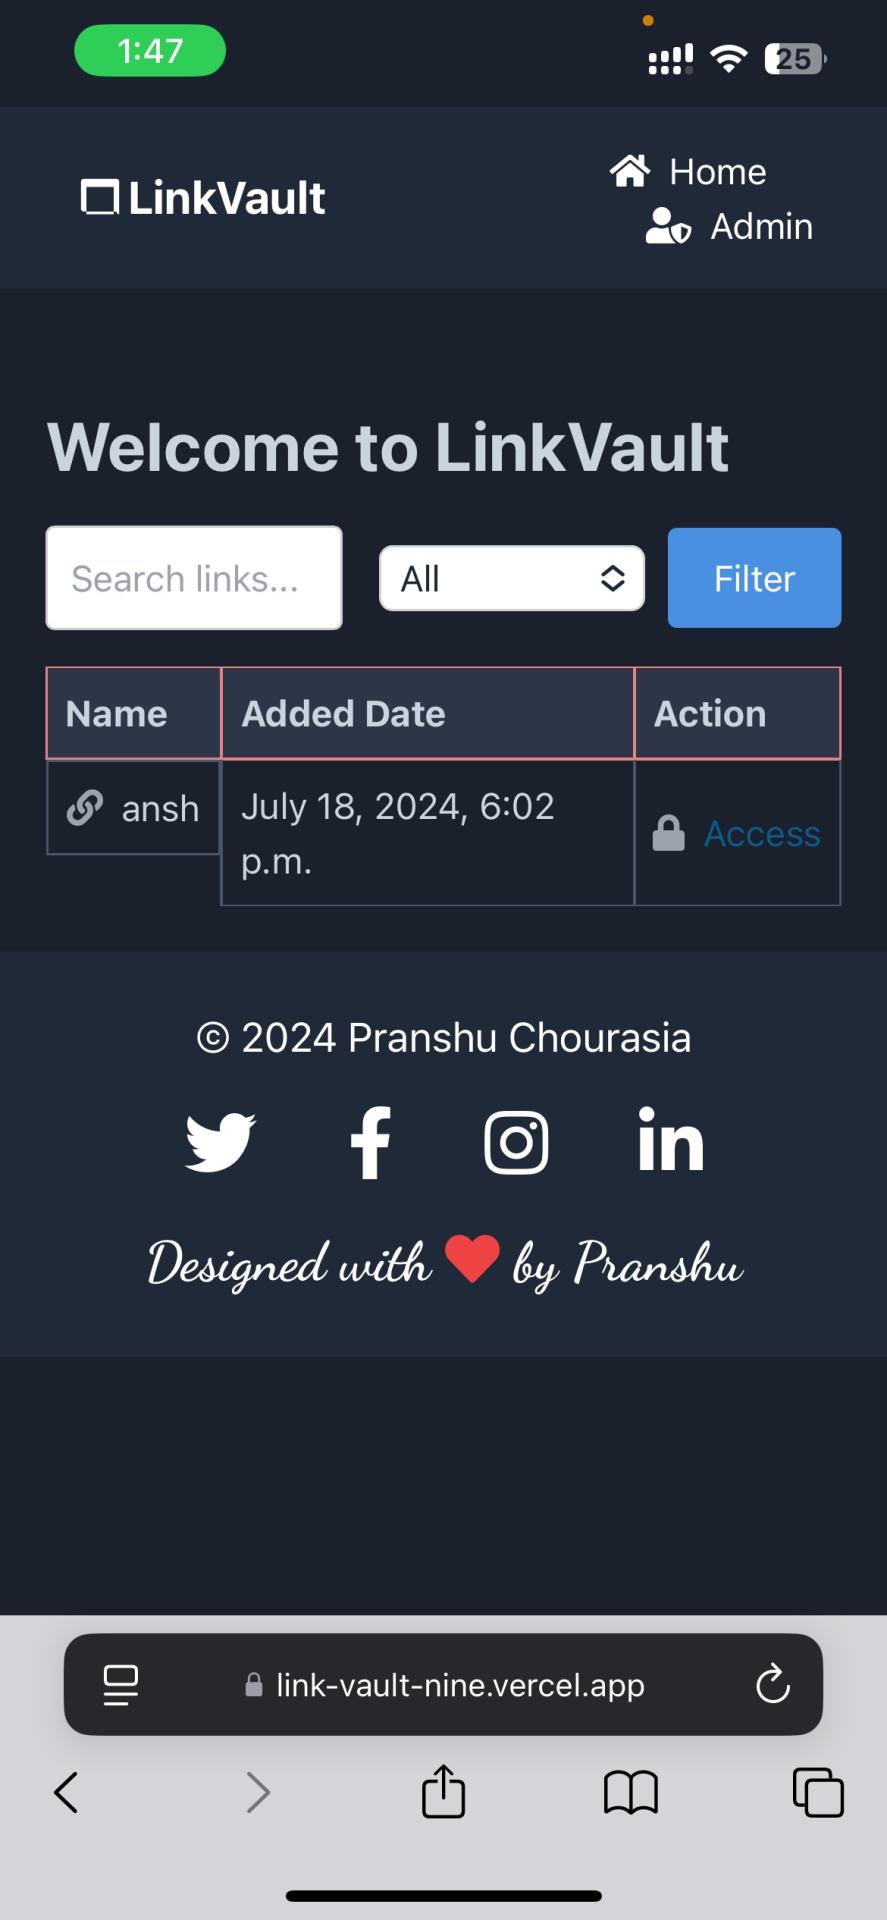 1:47
25
LinkVault
Home
Admin
Welcome to LinkVault
Search links...
All
Filter
Name Added Date Action
ansh July 18, 2024, 6:02 p.m. Access
© 2024 Pranshu Chourasia
Designed with ❤ by Pranshu
link-vault-nine.vercel.app